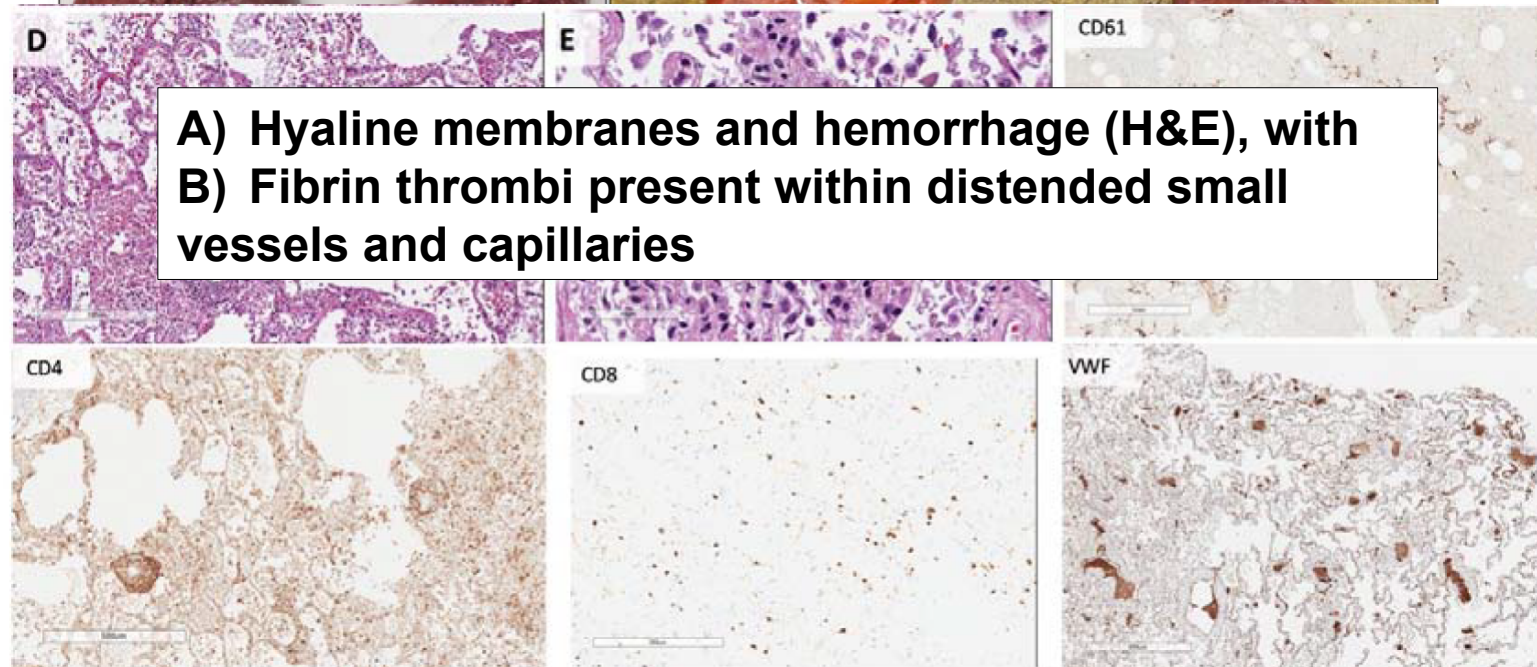 D
E
CD61
A) Hyaline membranes and hemorrhage (H&E), with
B) Fibrin thrombi present within distended small
vessels and capillaries
CD4
CD8
VWF